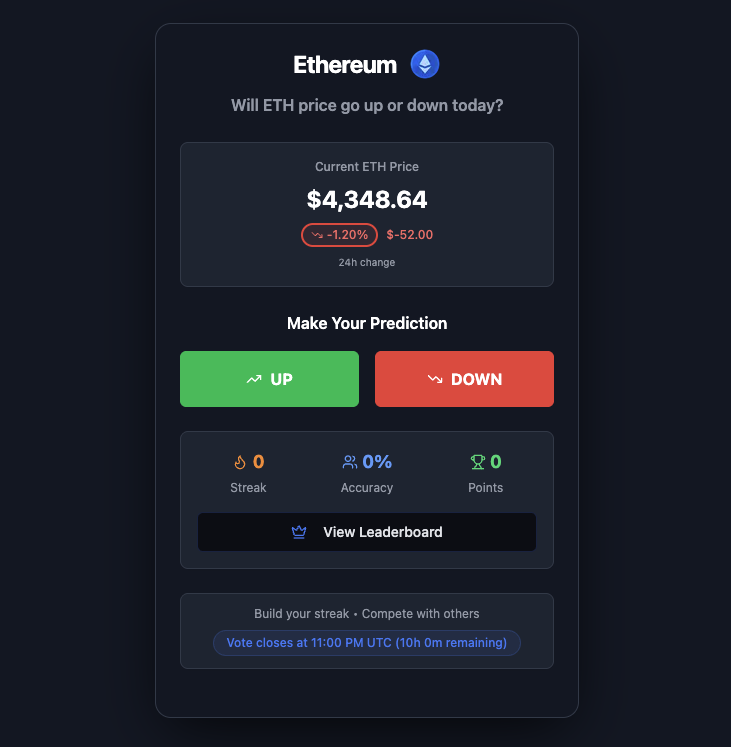 Ethereum
Will ETH price go up or down today?
Current ETH Price
$4,348.64
-1.20% $-52.00
24h change
Make Your Prediction
UP DOWN
0 0% 0
Streak Accuracy Points
View Leaderboard
Build your streak • Compete with others
Vote closes at 11:00 PM UTC (10h 0m remaining)